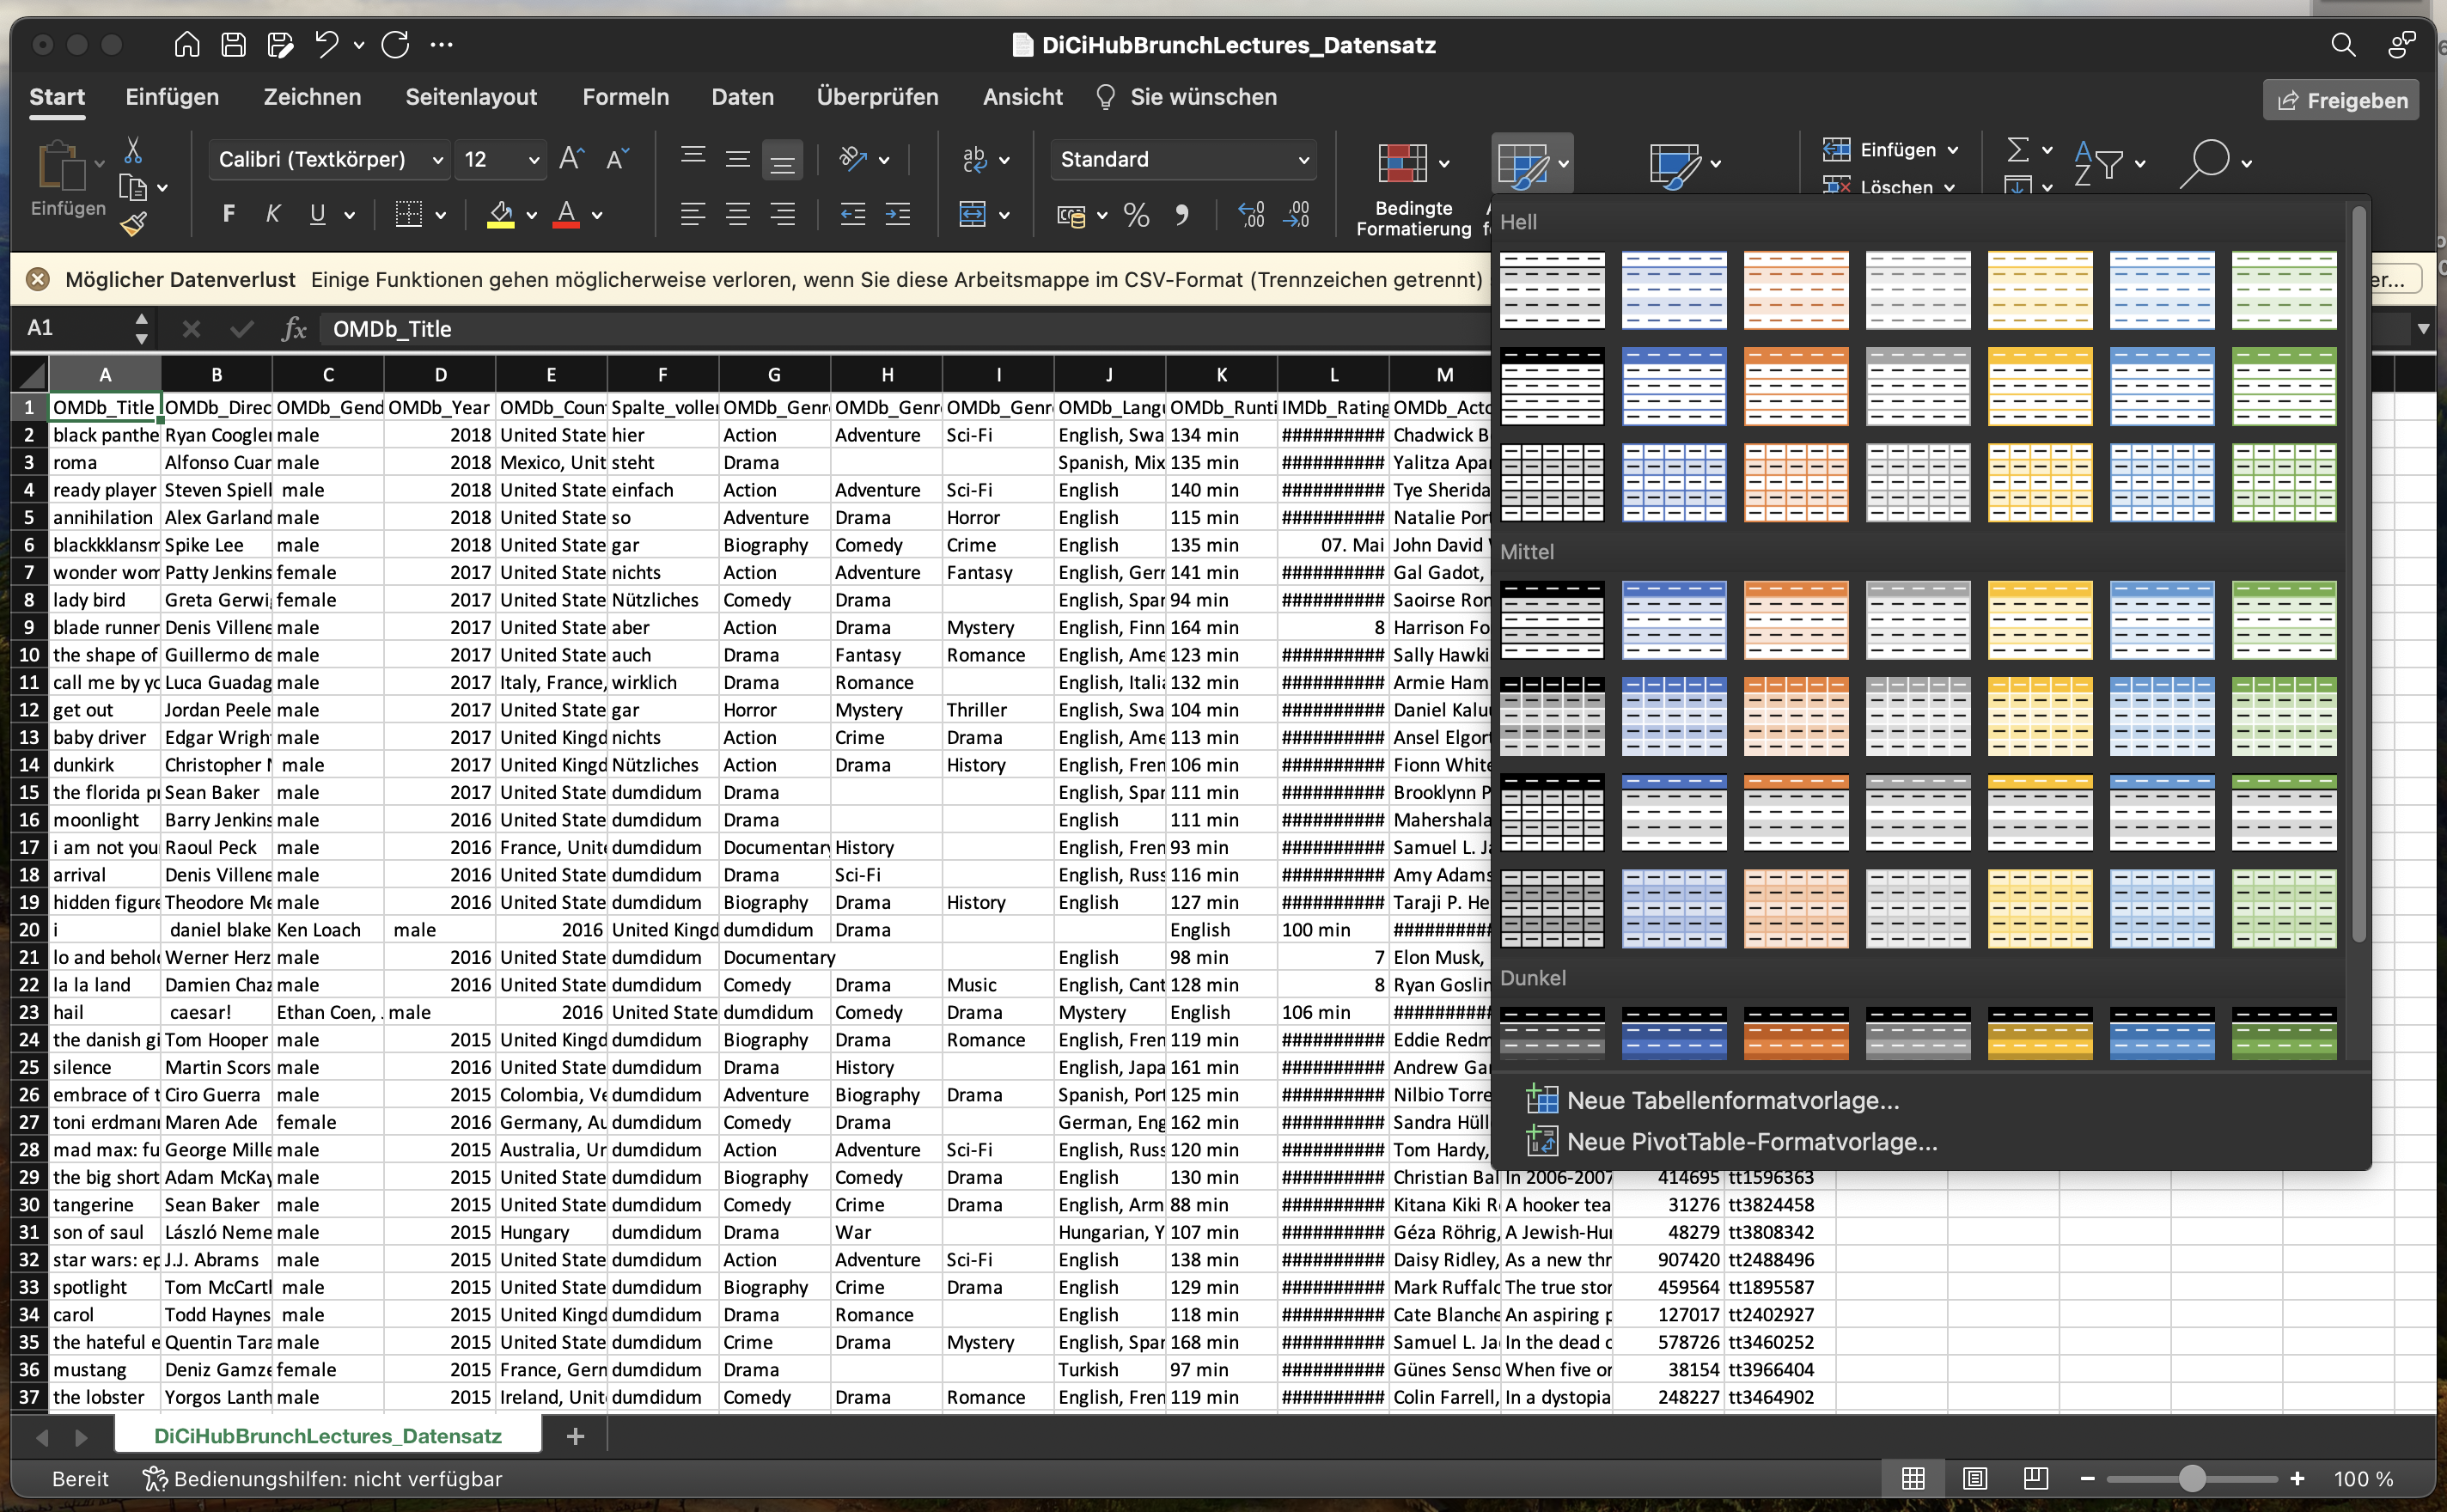 DiCiHubBrunchLectures_Datensatz
Start Einfügen Zeichnen Seitenlayout Formeln Daten Überprüfen Ansicht Sie wünschen Freigeben
Einfügen
Calibri (Textkörper) 12
F K U
Standard
Bedingte Formatierung
Einfügen
Löschen
Möglicher Datenverlust Einige Funktionen gehen möglicherweise verloren, wenn Sie diese Arbeitsmappe im CSV-Format (Trennzeichen getrennt)
er...
A1 fx OMDb_Title
A B C D E F G H I J K L M
1 OMDb_Title OMDb_Direc OMDb_Gend OMDb_Year OMDb_Coun Spalte_voller OMDb_Genr OMDb_Genr OMDb_Genr OMDb_Langu OMDb_Runti IMDb_Rating OMDb_Acto
2 black panthe Ryan Coogler male 2018 United State hier Action Adventure Sci-Fi English, Swa 134 min ########## Chadwick B
3 roma Alfonso Cuar male 2018 Mexico, Unit steht Drama Spanish, Mix 135 min ########## Yalitza Apa
4 ready player Steven Spiell male 2018 United State einfach Action Adventure Sci-Fi English 140 min ########## Tye Sherida
5 annihilation Alex Garland male 2018 United State so Adventure Drama Horror English 115 min ########## Natalie Port
6 blackkklansm Spike Lee male 2018 United State gar Biography Comedy Crime English 135 min 07. Mai John David
7 wonder wom Patty Jenkins female 2017 United State nichts Action Adventure Fantasy English, Gerr 141 min ########## Gal Gadot,
8 lady bird Greta Gerwi female 2017 United State Nützliches Comedy Drama English, Spar 94 min ########## Saoirse Ron
9 blade runner Denis Villene male 2017 United State aber Action Drama Mystery English, Finn 164 min 8 Harrison Fo
10 the shape of Guillermo de male 2017 United State auch Drama Fantasy Romance English, Ame 123 min ########## Sally Hawki
11 call me by yo Luca Guadag male 2017 Italy, France, wirklich Drama Romance English, Itali 132 min ########## Armie Ham
12 get out Jordan Peele male 2017 United State gar Horror Mystery Thriller English, Swa 104 min ########## Daniel Kalu
13 baby driver Edgar Wrigh male 2017 United Kingd nichts Action Crime Drama English, Ame 113 min ########## Ansel Elgort
14 dunkirk Christopher male 2017 United Kingd Nützliches Action Drama History English, Fren 106 min ########## Fionn White
15 the florida pr Sean Baker male 2017 United State dumdidum Drama English, Spar 111 min ########## Brooklynn P
16 moonlight Barry Jenkins male 2016 United State dumdidum Drama English 111 min ########## Mahershala
17 i am not you Raoul Peck male 2016 France, Unite dumdidum Documentary History English, Fren 93 min ########## Samuel L. Ja
18 arrival Denis Villene male 2016 United State dumdidum Drama Sci-Fi English, Russ 116 min ########## Amy Adams
19 hidden figure Theodore Me male 2016 United State dumdidum Biography Drama History English 127 min ########## Taraji P. He
20 i daniel blake Ken Loach male 2016 United Kingd dumdidum Drama English 100 min ##########
21 lo and behol Werner Herz male 2016 United State dumdidum Documentary English 98 min 7 Elon Musk,
22 la la land Damien Chaz male 2016 United State dumdidum Comedy Drama Music English, Cant 128 min 8 Ryan Goslin
23 hail caesar! Ethan Coen, . male 2016 United State dumdidum Comedy Drama Mystery English 106 min ##########
24 the danish gi Tom Hooper male 2015 United Kingd dumdidum Biography Drama Romance English, Fren 119 min ########## Eddie Redm
25 silence Martin Scors male 2016 United State dumdidum Drama History English, Japa 161 min ########## Andrew Gar
26 embrace of t Ciro Guerra male 2015 Colombia, Ve dumdidum Adventure Biography Drama Spanish, Port 125 min ########## Nilbio Torre
27 toni erdmann Maren Ade female 2016 Germany, Au dumdidum Comedy Drama German, Eng 162 min ########## Sandra Hüll
28 mad max: fu George Mille male 2015 Australia, Un dumdidum Action Adventure Sci-Fi English, Russ 120 min ########## Tom Hardy,
29 the big short Adam McKay male 2015 United State dumdidum Biography Comedy Drama English 130 min ########## Christian Bal In 2006-2007 414695 tt1596363
30 tangerine Sean Baker male 2015 United State dumdidum Comedy Crime Drama English, Arm 88 min ########## Kitana Kiki R A hooker tea 31276 tt3824458
31 son of saul László Neme male 2015 Hungary dumdidum Drama War Hungarian, Y 107 min ########## Géza Röhrig, A Jewish-Hu 48279 tt3808342
32 star wars: ep J.J. Abrams male 2015 United State dumdidum Action Adventure Sci-Fi English 138 min ########## Daisy Ridley, As a new thr 907420 tt2488496
33 spotlight Tom McCartl male 2015 United State dumdidum Biography Crime Drama English 129 min ########## Mark Ruffalo The true stor 459564 tt1895587
34 carol Todd Haynes male 2015 United Kingd dumdidum Drama Romance English 118 min ########## Cate Blanche An aspiring p 127017 tt2402927
35 the hateful e Quentin Tara male 2015 United State dumdidum Crime Drama Mystery English, Spar 168 min ########## Samuel L. Ja In the dead o 578726 tt3460252
36 mustang Deniz Gamze female 2015 France, Gern dumdidum Drama Turkish 97 min ########## Günes Senso When five or 38154 tt3966404
37 the lobster Yorgos Lanth male 2015 Ireland, Unit dumdidum Comedy Drama Romance English, Fren 119 min ########## Colin Farrell, In a dystopia 248227 tt3464902
Hell
Mittel
Dunkel
Neue Tabellenformatvorlage...
Neue PivotTable-Formatvorlage...
DiCiHubBrunchLectures_Datensatz
Bereit Bedienungshilfen: nicht verfügbar 100 %